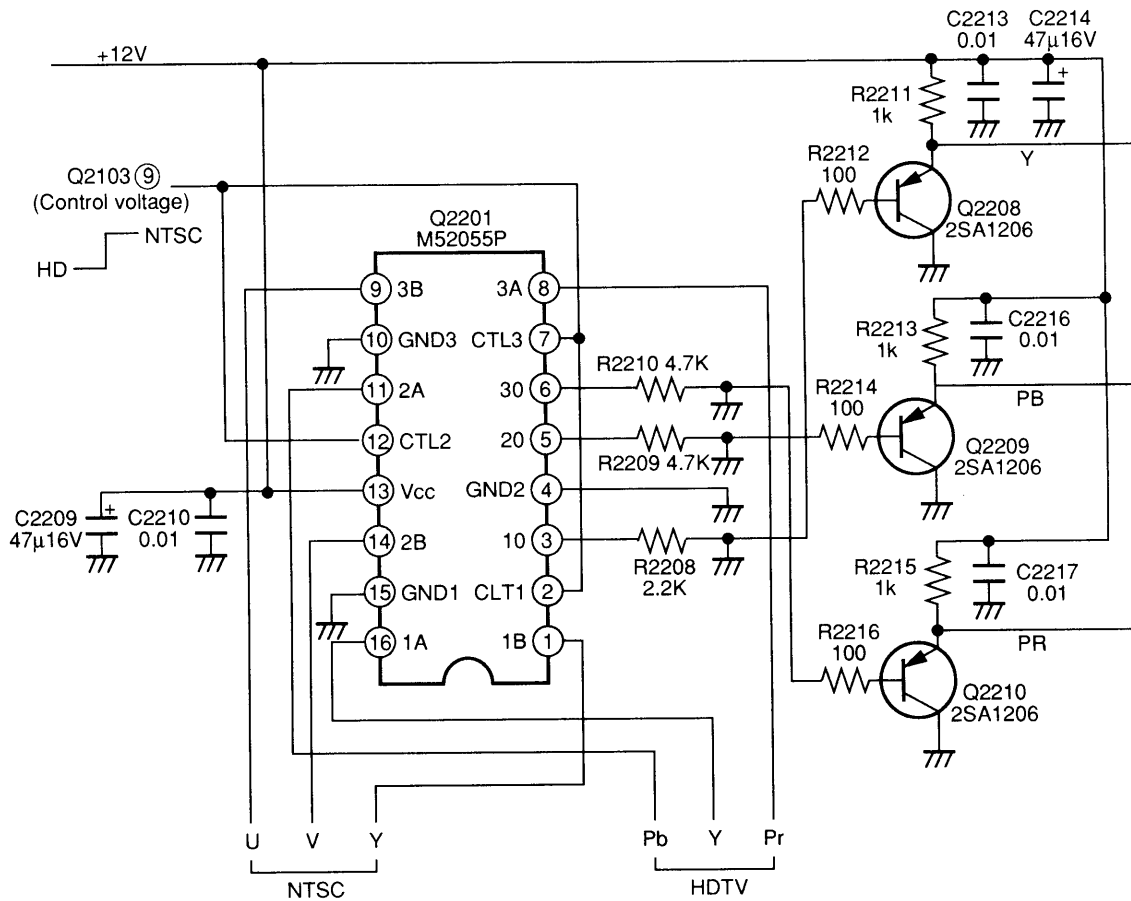 C2213
0.01
C2214
47µ16V
+12V
+
R2211
1k
Y
R2212
100
Q2103 ⑨
(Control voltage)
NTSC
HD
Q2201
M52055P
Q2208
2SA1206
9 3B
3A 8
10 GND3
CTL3 7
11 2A
30 6
12 CTL2
20 5
13 Vcc
GND2 4
14 2B
10 3
15 GND1
CLT1 2
16 1A
1B 1
R2210 4.7K
R2209 4.7K
R2208
2.2K
R2213
1k
C2216
0.01
R2214
100
PB
Q2209
2SA1206
C2209
47µ16V
+
C2210
0.01
R2215
1k
C2217
0.01
R2216
100
PR
Q2210
2SA1206
U V Y
NTSC
Pb Y Pr
HDTV